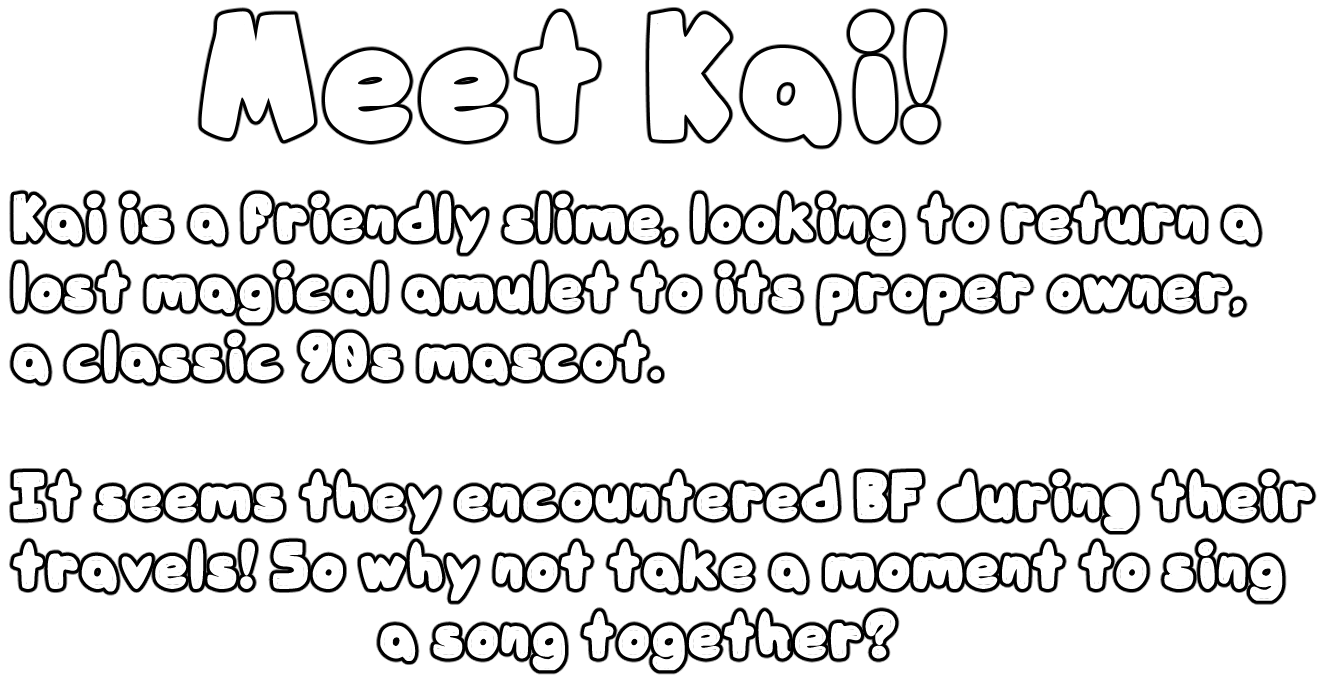 Meet Kai!
Kai is a friendly slime, looking to return a
lost magical amulet to its proper owner,
a classic 90s mascot.
It seems they encountered BF during their
travels! So why not take a moment to sing
a song together?